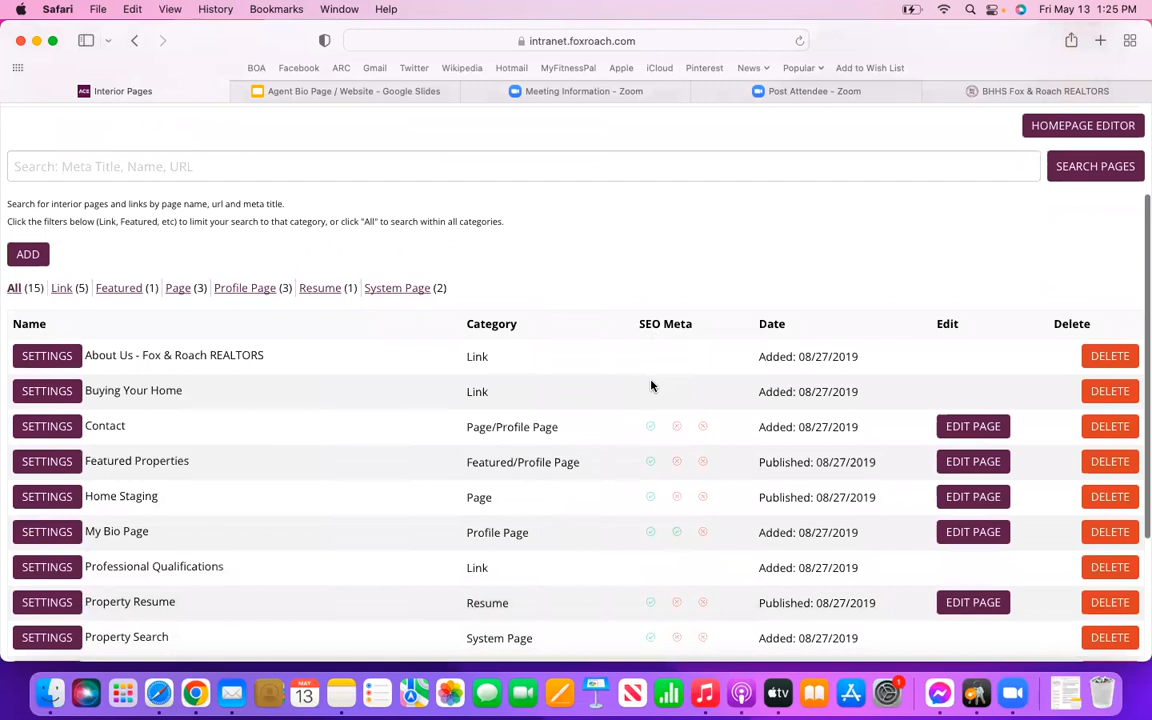 Safari File Edit View History Bookmarks Window Help Fri May 13 1:25 PM
intranet.foxroach.com
BOA Facebook ARC Gmail Twitter Wikipedia Hotmail MyFitnessPal Apple iCloud Pinterest News Popular Add to Wish List
ACE Interior Pages Agent Bio Page / Website - Google Slides Meeting Information - Zoom Post Attendee - Zoom BHHS Fox & Roach REALTORS
HOMEPAGE EDITOR
Search: Meta Title, Name, URL SEARCH PAGES
Search for interior pages and links by page name, url and meta title.
Click the filters below (Link, Featured, etc) to limit your search to that category, or click "All" to search within all categories.
ADD
All (15) Link (5) Featured (1) Page (3) Profile Page (3) Resume (1) System Page (2)
Name Category SEO Meta Date Edit Delete
SETTINGS About Us - Fox & Roach REALTORS Link Added: 08/27/2019 DELETE
SETTINGS Buying Your Home Link Added: 08/27/2019 DELETE
SETTINGS Contact Page/Profile Page Added: 08/27/2019 EDIT PAGE DELETE
SETTINGS Featured Properties Featured/Profile Page Published: 08/27/2019 EDIT PAGE DELETE
SETTINGS Home Staging Page Published: 08/27/2019 EDIT PAGE DELETE
SETTINGS My Bio Page Profile Page Added: 08/27/2019 EDIT PAGE DELETE
SETTINGS Professional Qualifications Link Added: 08/27/2019 DELETE
SETTINGS Property Resume Resume Published: 08/27/2019 EDIT PAGE DELETE
SETTINGS Property Search System Page Added: 08/27/2019 DELETE
MAY
13
tv
1